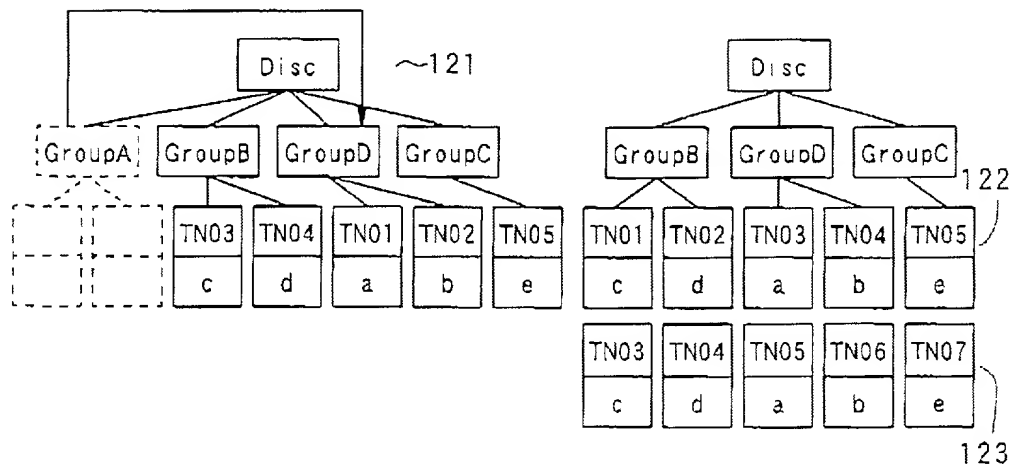 Disc ~121 Disc
GroupA GroupB GroupD GroupC GroupB GroupD GroupC
122
TN03 TN04 TN01 TN02 TN05 TN01 TN02 TN03 TN04 TN05
c d a b e c d a b e
TN03 TN04 TN05 TN06 TN07
c d a b e
123